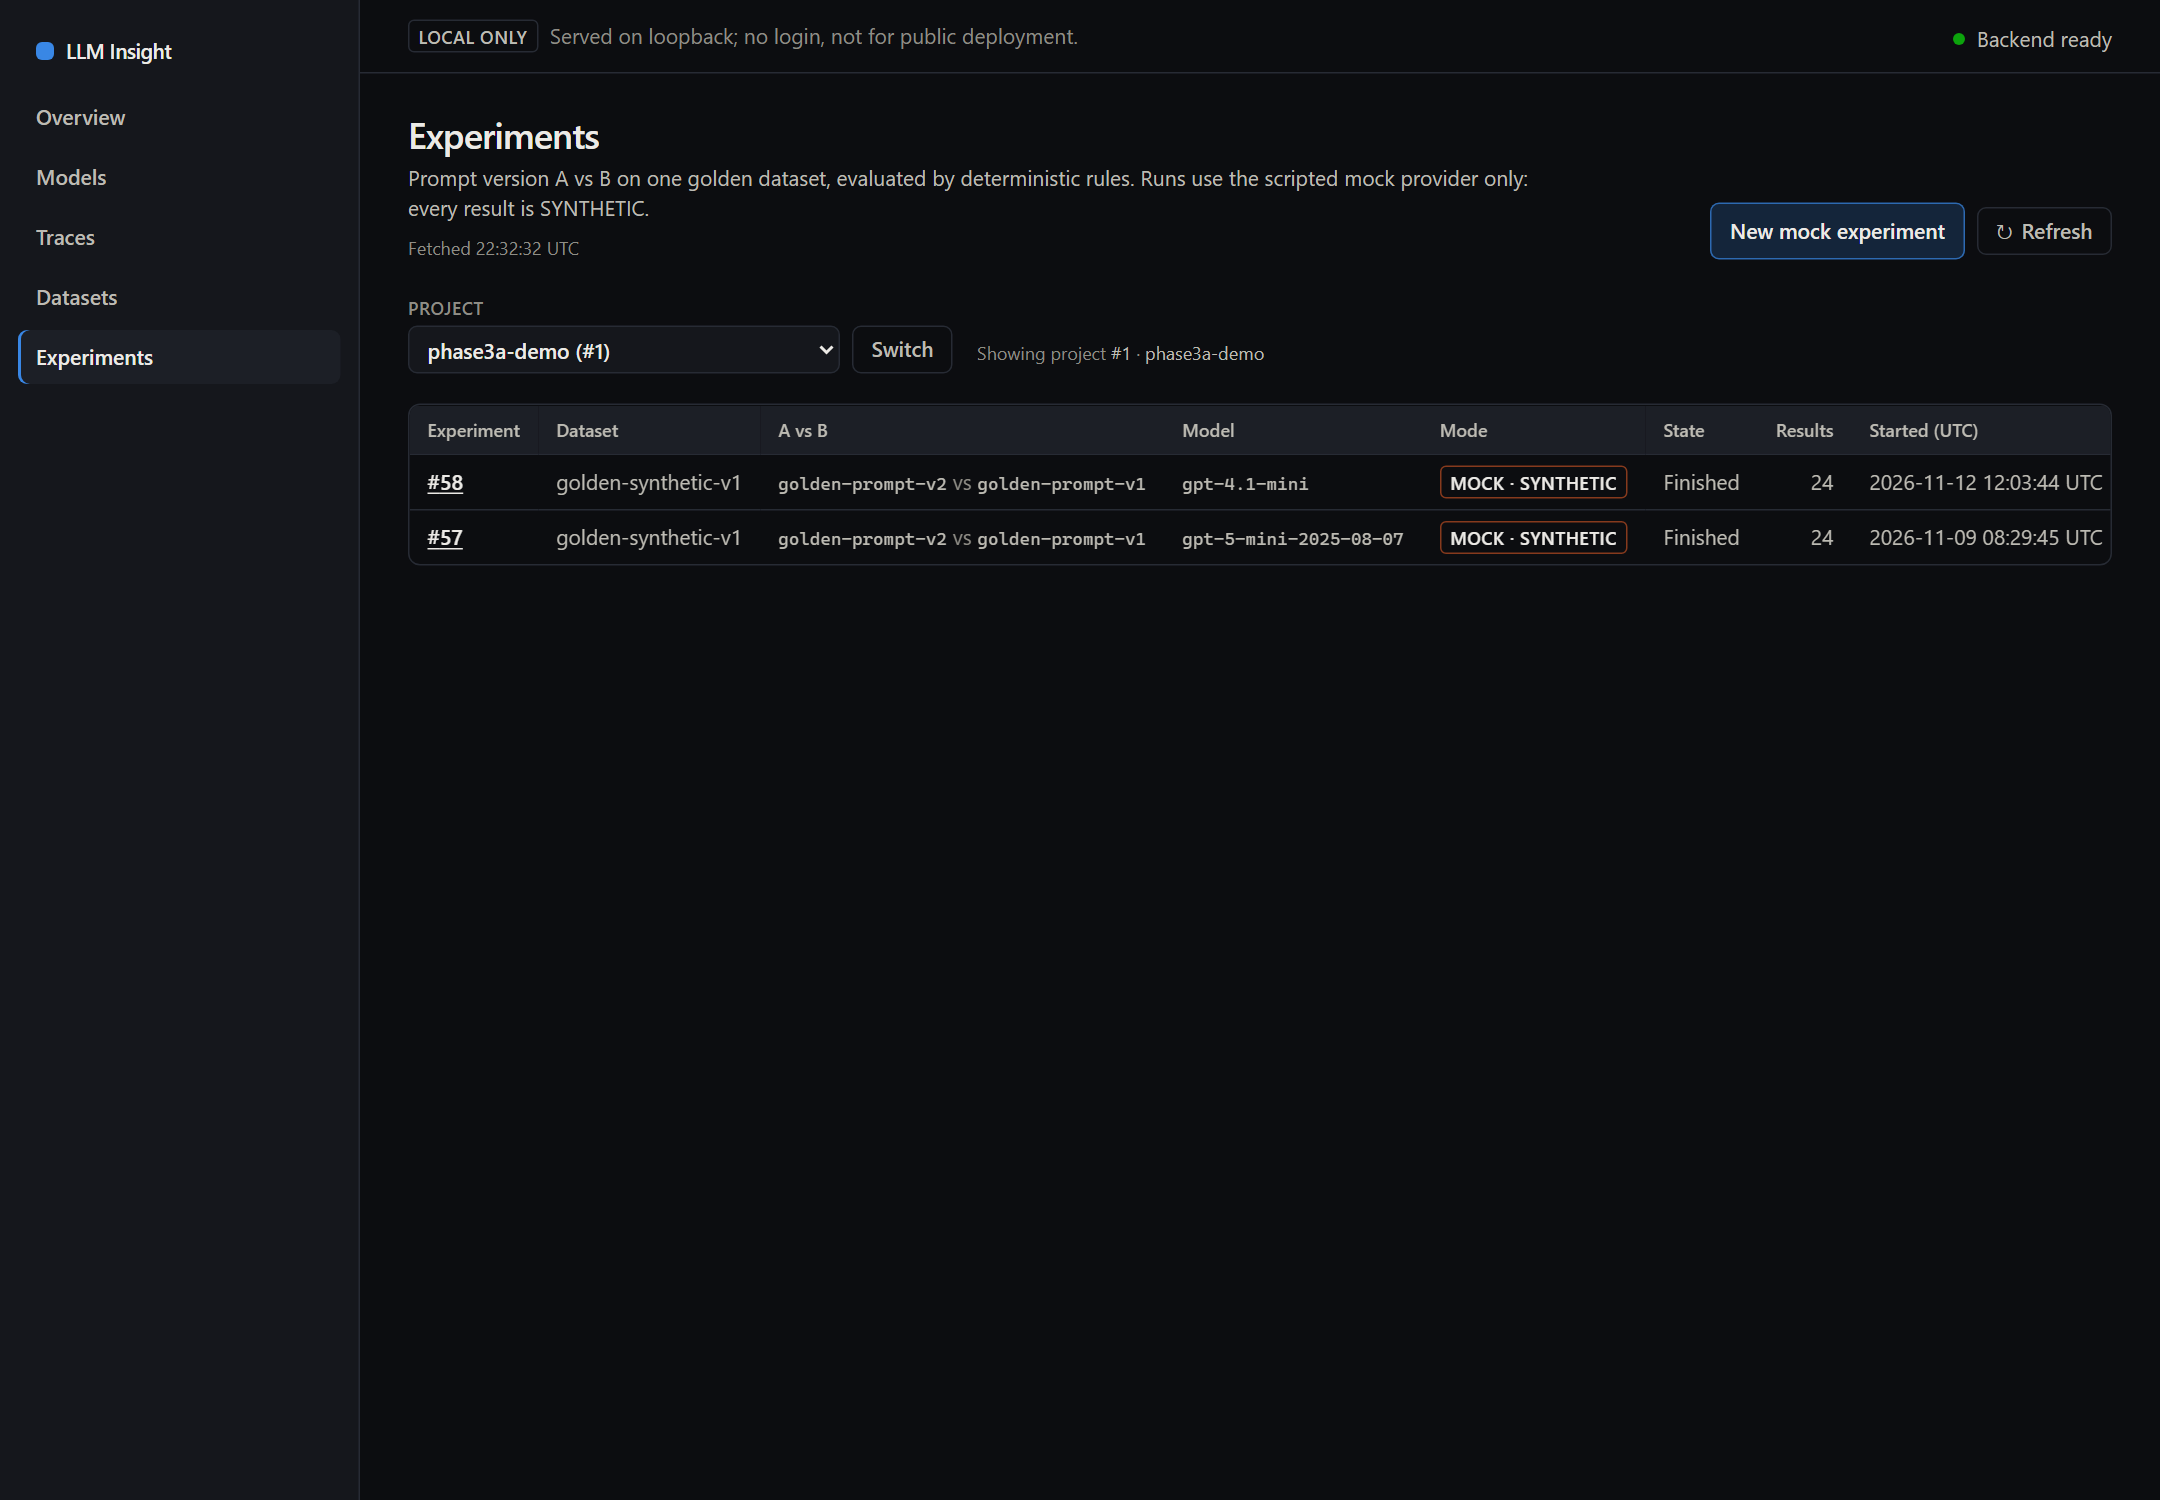 LLM Insight
Overview
Models
Traces
Datasets
Experiments
LOCAL ONLY Served on loopback; no login, not for public deployment.
Backend ready
Experiments
Prompt version A vs B on one golden dataset, evaluated by deterministic rules. Runs use the scripted mock provider only:
every result is SYNTHETIC.
Fetched 22:32:32 UTC
New mock experiment
↻ Refresh
PROJECT
phase3a-demo (#1)
Switch
Showing project #1 · phase3a-demo
Experiment Dataset A vs B Model Mode State Results Started (UTC)
#58 golden-synthetic-v1 golden-prompt-v2 vs golden-prompt-v1 gpt-4.1-mini MOCK · SYNTHETIC Finished 24 2026-11-12 12:03:44 UTC
#57 golden-synthetic-v1 golden-prompt-v2 vs golden-prompt-v1 gpt-5-mini-2025-08-07 MOCK · SYNTHETIC Finished 24 2026-11-09 08:29:45 UTC